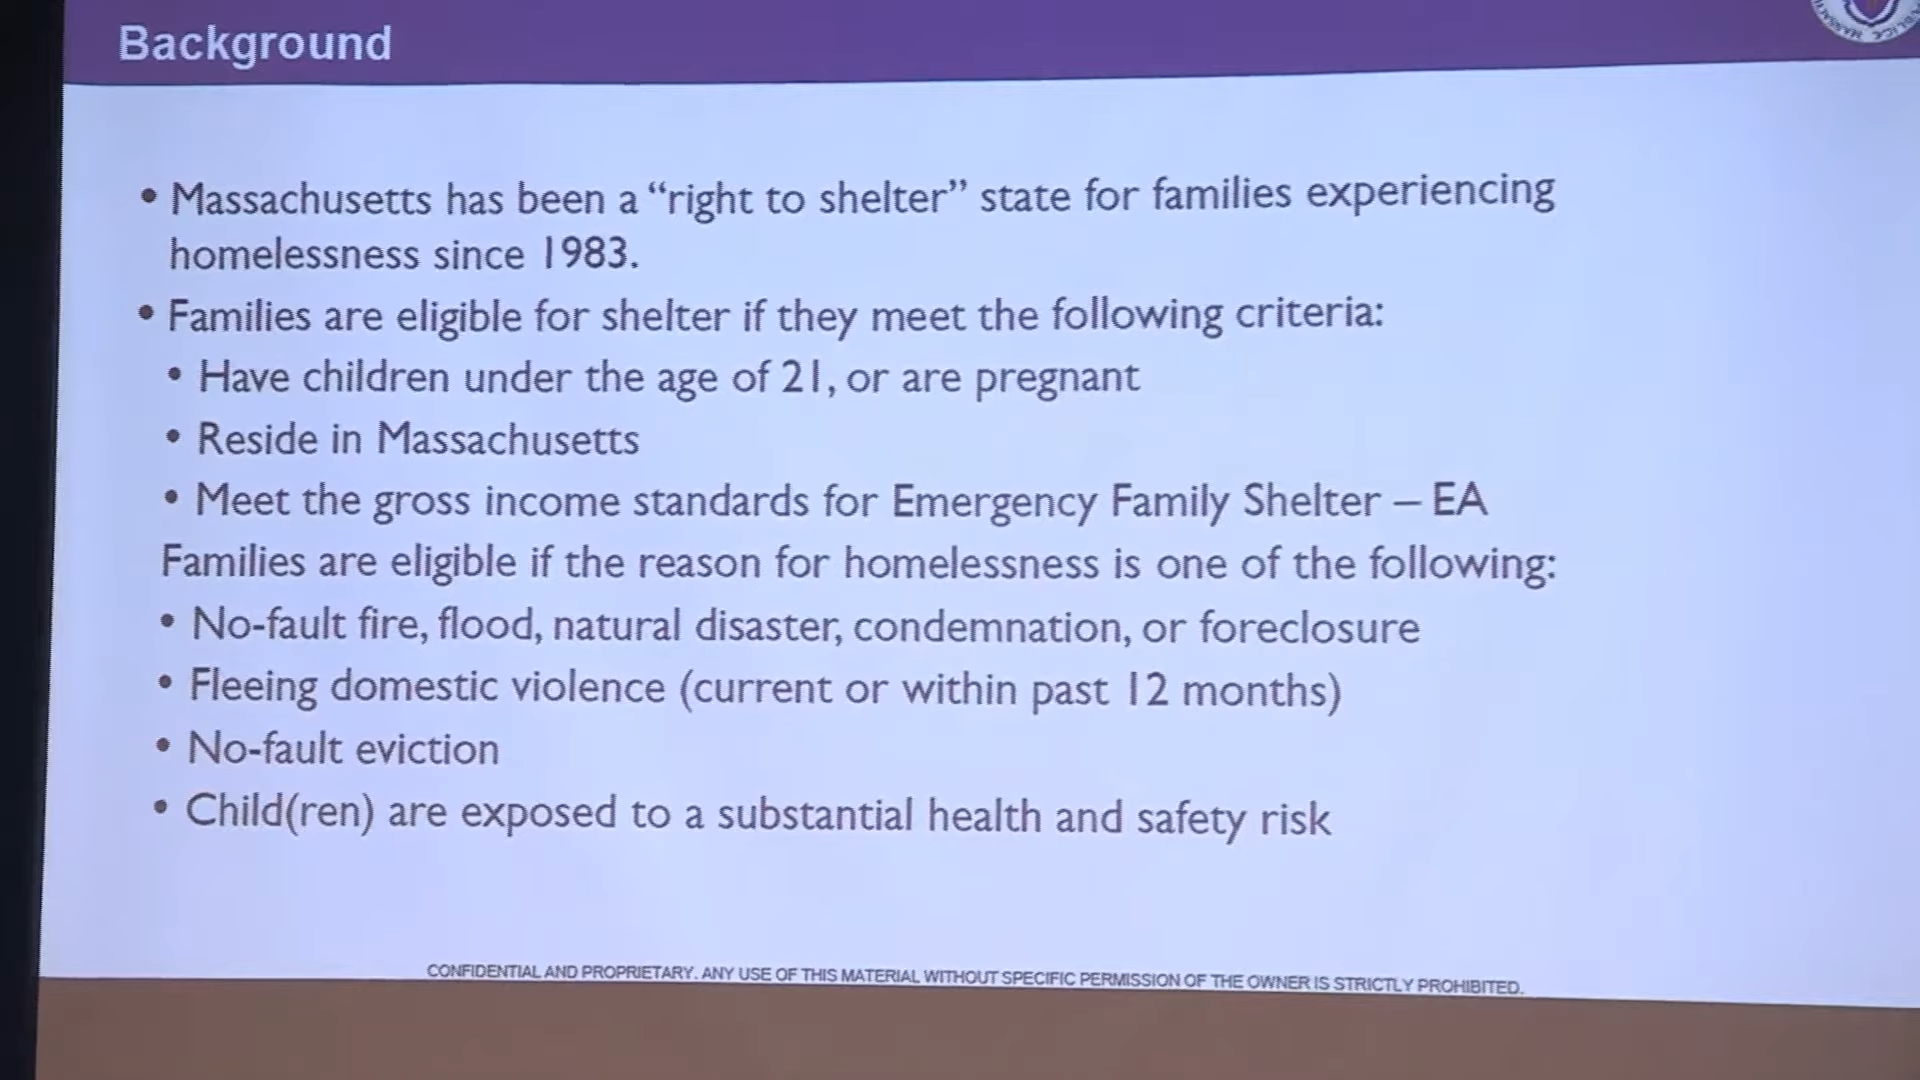 Background
• Massachusetts has been a “right to shelter” state for families experiencing
homelessness since 1983.
• Families are eligible for shelter if they meet the following criteria:
• Have children under the age of 21, or are pregnant
• Reside in Massachusetts
• Meet the gross income standards for Emergency Family Shelter – EA
Families are eligible if the reason for homelessness is one of the following:
• No-fault fire, flood, natural disaster, condemnation, or foreclosure
• Fleeing domestic violence (current or within past 12 months)
• No-fault eviction
• Child(ren) are exposed to a substantial health and safety risk
CONFIDENTIAL AND PROPRIETARY. ANY USE OF THIS MATERIAL WITHOUT SPECIFIC PERMISSION OF THE OWNER IS STRICTLY PROHIBITED.